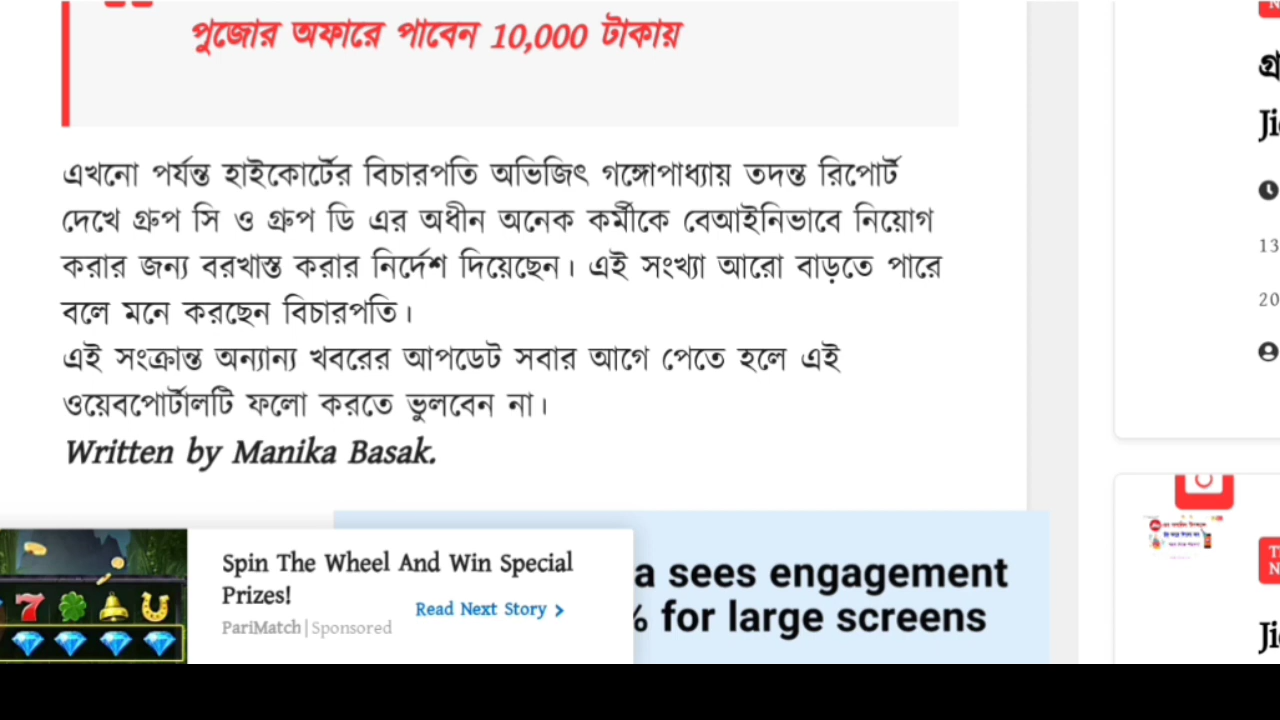 পুজোর অফারে পাবেন 10,000 টাকায়
এখনো পর্যন্ত হাইকোর্টের বিচারপতি অভিজিৎ গঙ্গোপাধ্যায় তদন্ত রিপোর্ট
দেখে গ্রুপ সি ও গ্রুপ ডি এর অধীন অনেক কর্মীকে বেআইনিভাবে নিয়োগ
করার জন্য বরখাস্ত করার নির্দেশ দিয়েছেন। এই সংখ্যা আরো বাড়তে পারে
বলে মনে করছেন বিচারপতি।
এই সংক্রান্ত অন্যান্য খবরের আপডেট সবার আগে পেতে হলে এই
ওয়েবপোর্টালটি ফলো করতে ভুলবেন না।
Written by Manika Basak.
Spin The Wheel And Win Special
Prizes!
Read Next Story >
PariMatch | Sponsored
a sees engagement
% for large screens
13
20